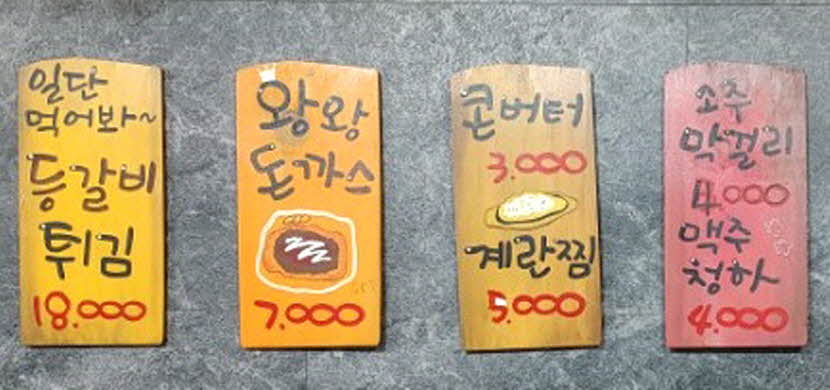 일단
먹어봐~
등갈비
튀김
18.000
왕왕
돈까스
7.000
콘버터
3.000
계란찜
5.000
소주
막걸리
4.000
맥주
청하
4.000